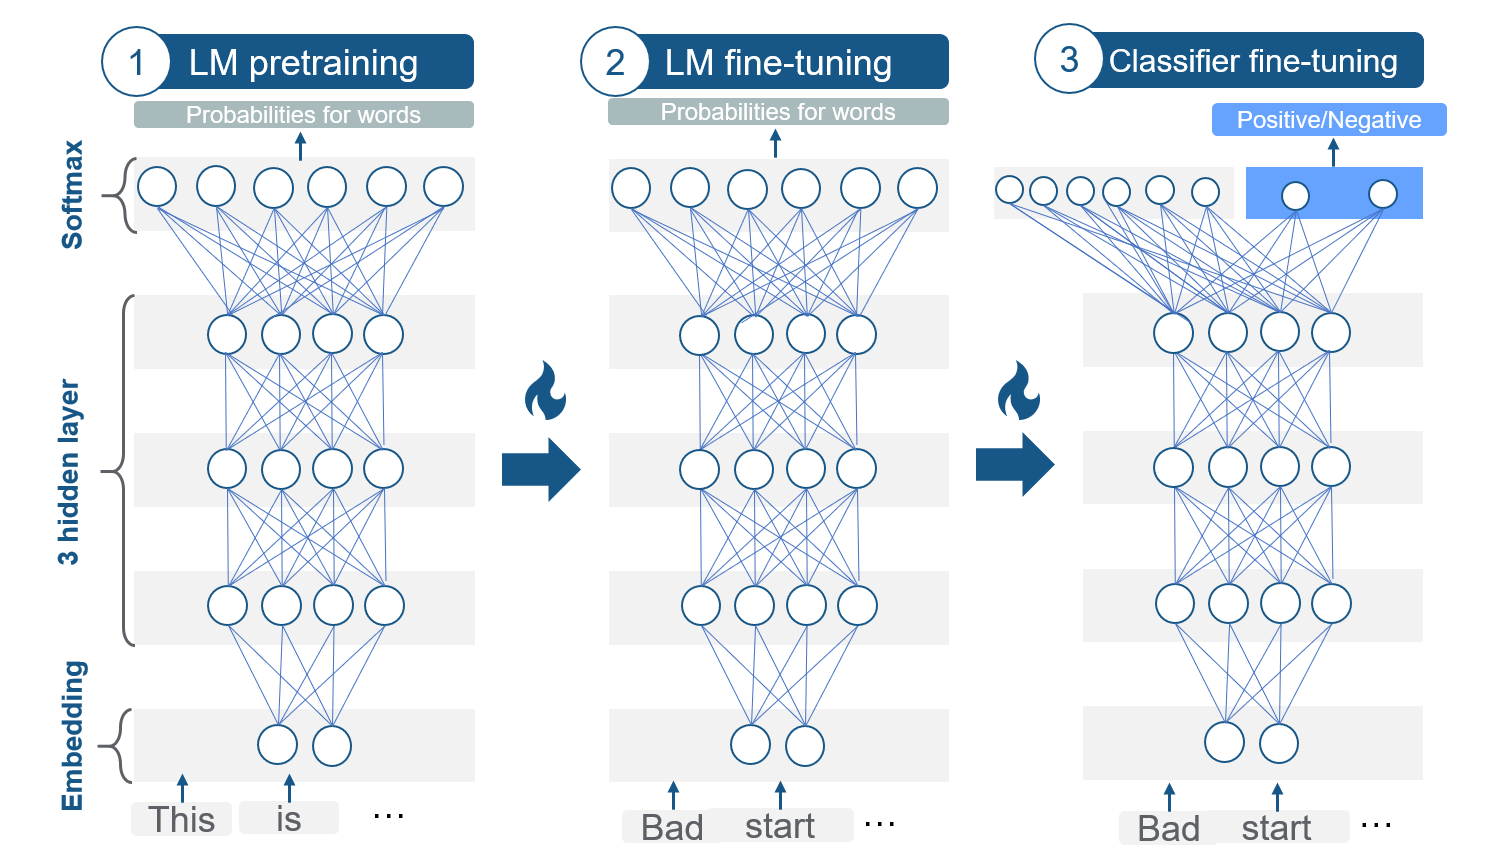 1 LM pretraining
2 LM fine-tuning
3 Classifier fine-tuning
Probabilities for words
Probabilities for words
Positive/Negative
Softmax
3 hidden layer
Embedding
This is ...
Bad start ...
Bad start ...